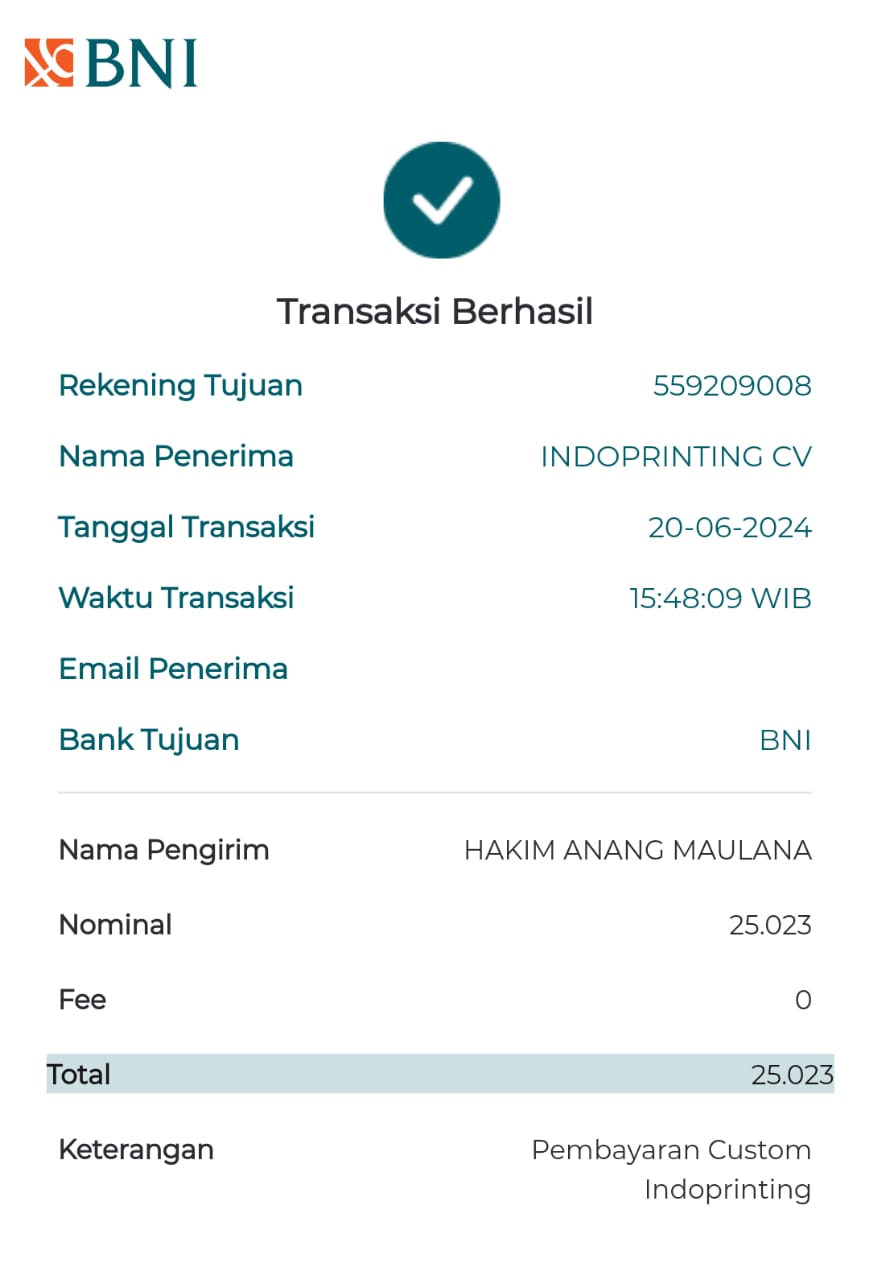 BNI
Transaksi Berhasil
Rekening Tujuan 559209008
Nama Penerima INDOPRINTING CV
Tanggal Transaksi 20-06-2024
Waktu Transaksi 15:48:09 WIB
Email Penerima
Bank Tujuan BNI
Nama Pengirim HAKIM ANANG MAULANA
Nominal 25.023
Fee 0
Total 25.023
Keterangan Pembayaran Custom
Indoprinting